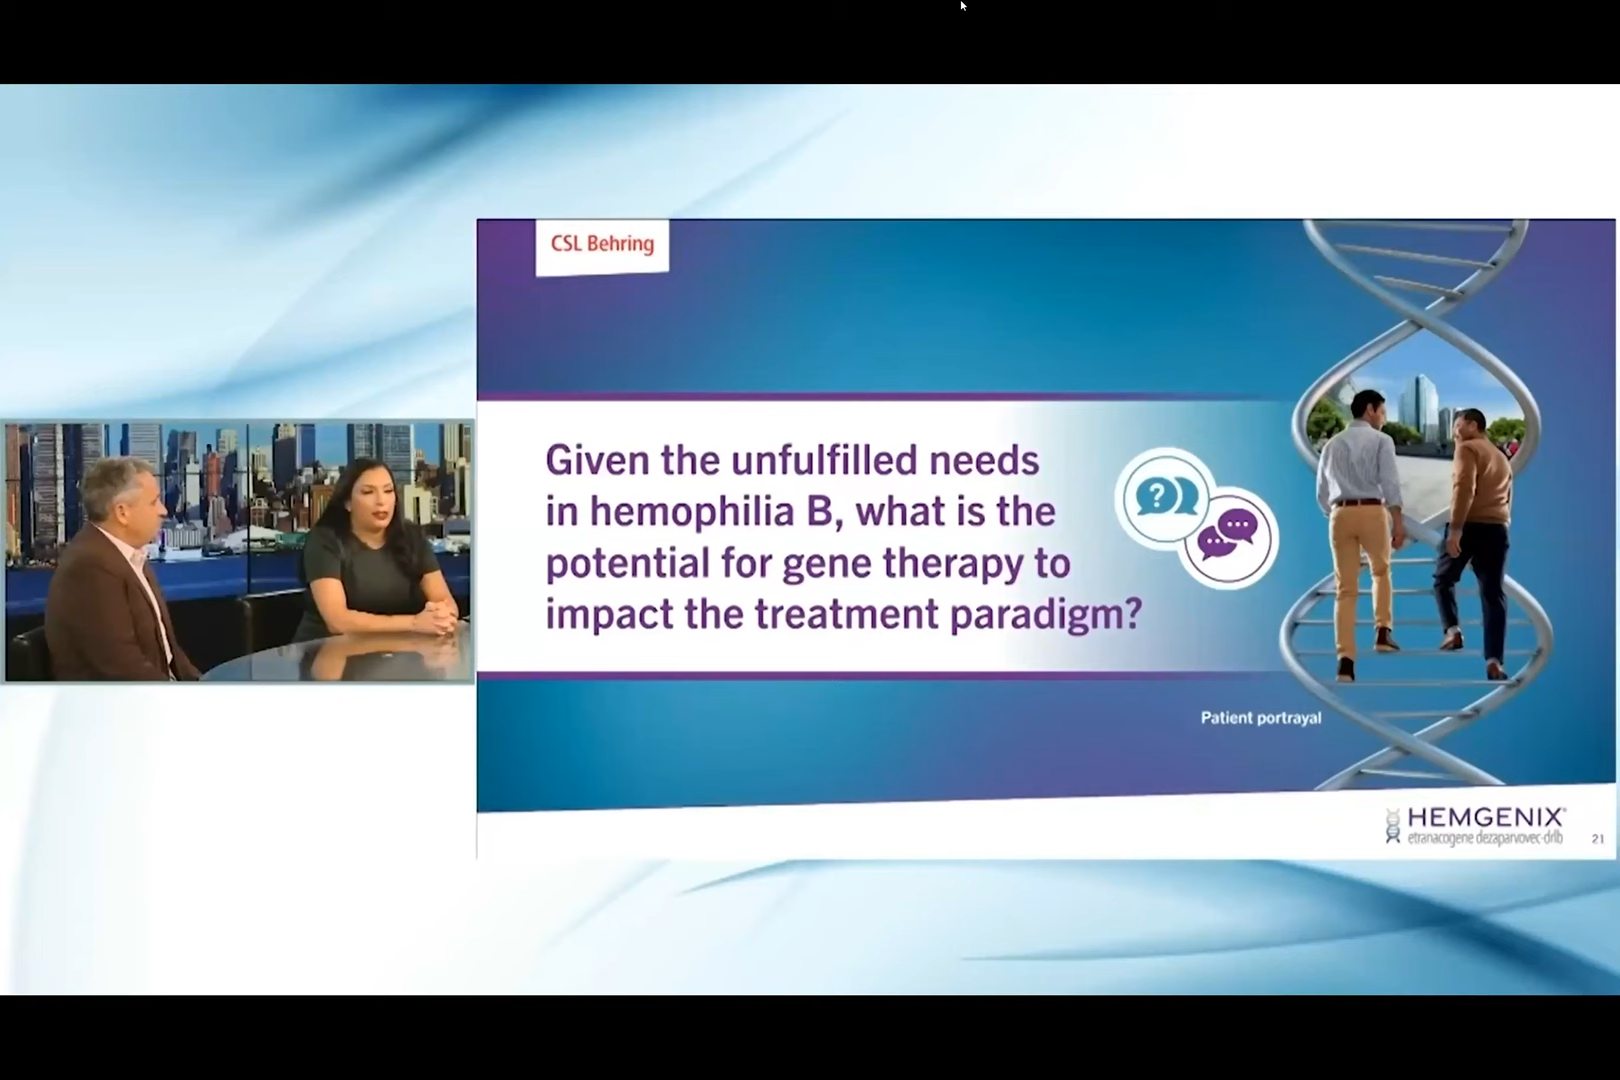 CSL Behring
Given the unfulfilled needs
in hemophilia B, what is the
potential for gene therapy to
impact the treatment paradigm?
?
Patient portrayal
HEMGENIX®
etranacogene dezaparvovec-drlb
21